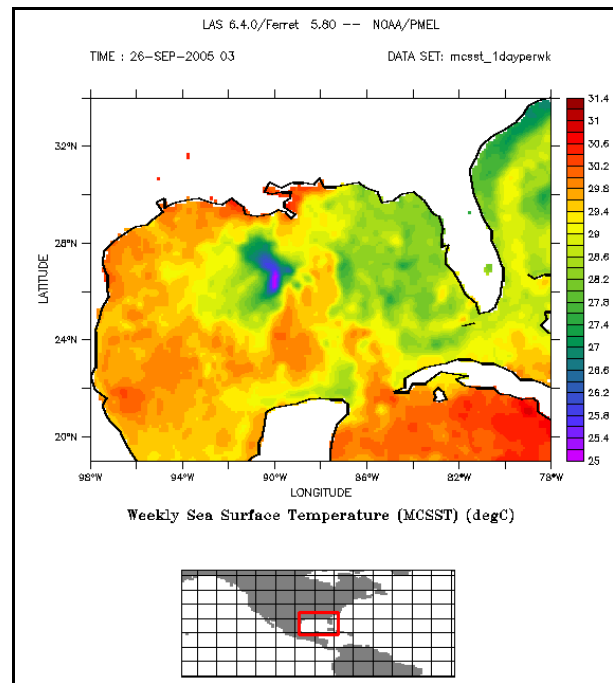 LAS 6.4.0/Ferret 5.80 -- NOAA/PMEL
TIME : 26-SEP-2005 03 DATA SET: mcsst_1dayperwk
31.4
31
30.6
30.2
29.8
29.4
29
28.6
28.2
27.8
27.4
27
26.6
26.2
25.8
25.4
25
32°N
28°N
24°N
20°N
LATITUDE
98°W 94°W 90°W 86°W 82°W 78°W
LONGITUDE
Weekly Sea Surface Temperature (MCSST) (degC)